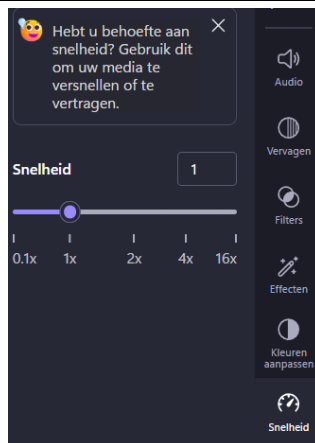 Hebt u behoefte aan
snelheid? Gebruik dit
om uw media te
versnellen of te
vertragen.
Snelheid 1
0.1x 1x 2x 4x 16x
Audio
Vervagen
Filters
Effecten
Kleuren
aanpassen
Snelheid